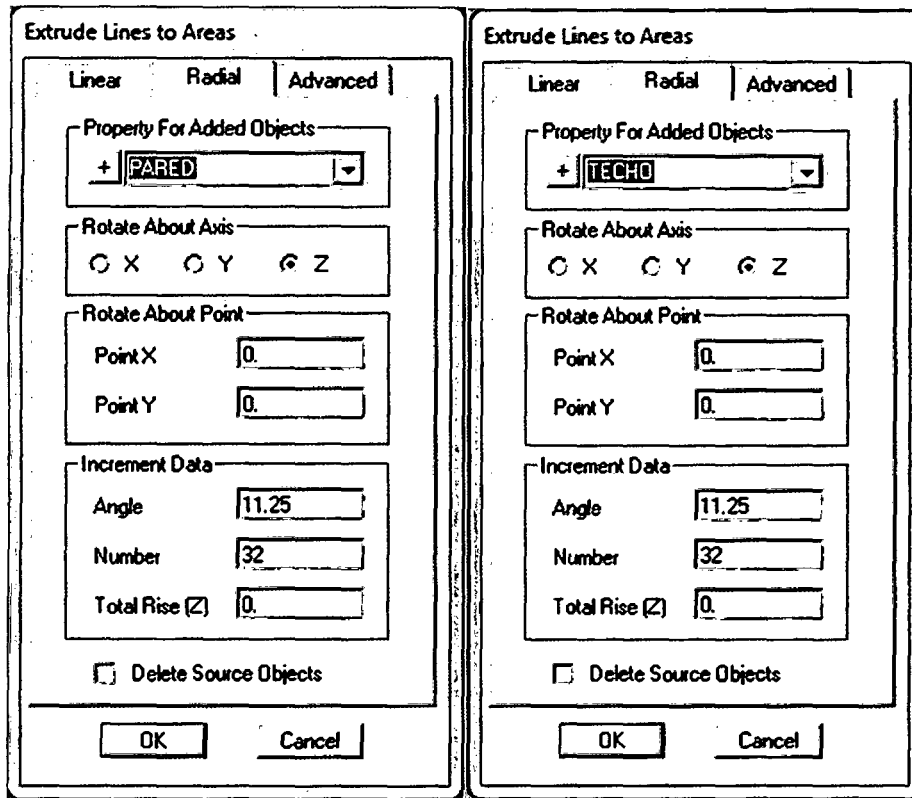 Extrude Lines to Areas
Linear Radial Advanced
Property For Added Objects
+ PARED
Rotate About Axis
X Y Z
Rotate About Point
Point X 0.
Point Y 0.
Increment Data
Angle 11.25
Number 32
Total Rise (Z) 0.
Delete Source Objects
OK Cancel
Extrude Lines to Areas
Linear Radial Advanced
Property For Added Objects
+ TECHO
Rotate About Axis
X Y Z
Rotate About Point
Point X 0.
Point Y 0.
Increment Data
Angle 11.25
Number 32
Total Rise (Z) 0.
Delete Source Objects
OK Cancel